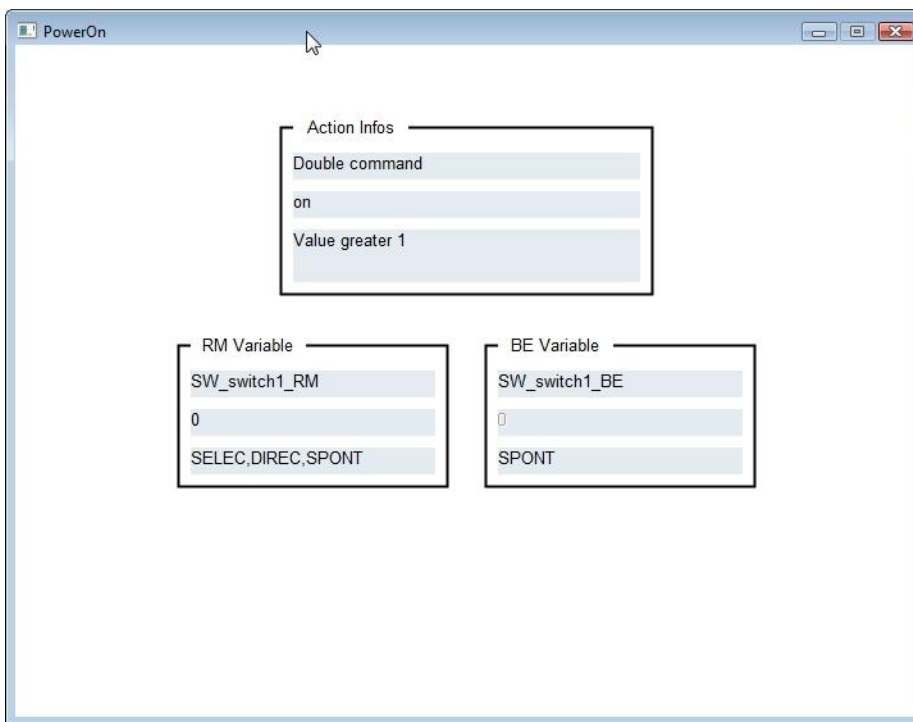 PowerOn
Action Infos
Double command
on
Value greater 1
RM Variable
SW_switch1_RM
0
SELEC,DIREC,SPONT
BE Variable
SW_switch1_BE
0
SPONT